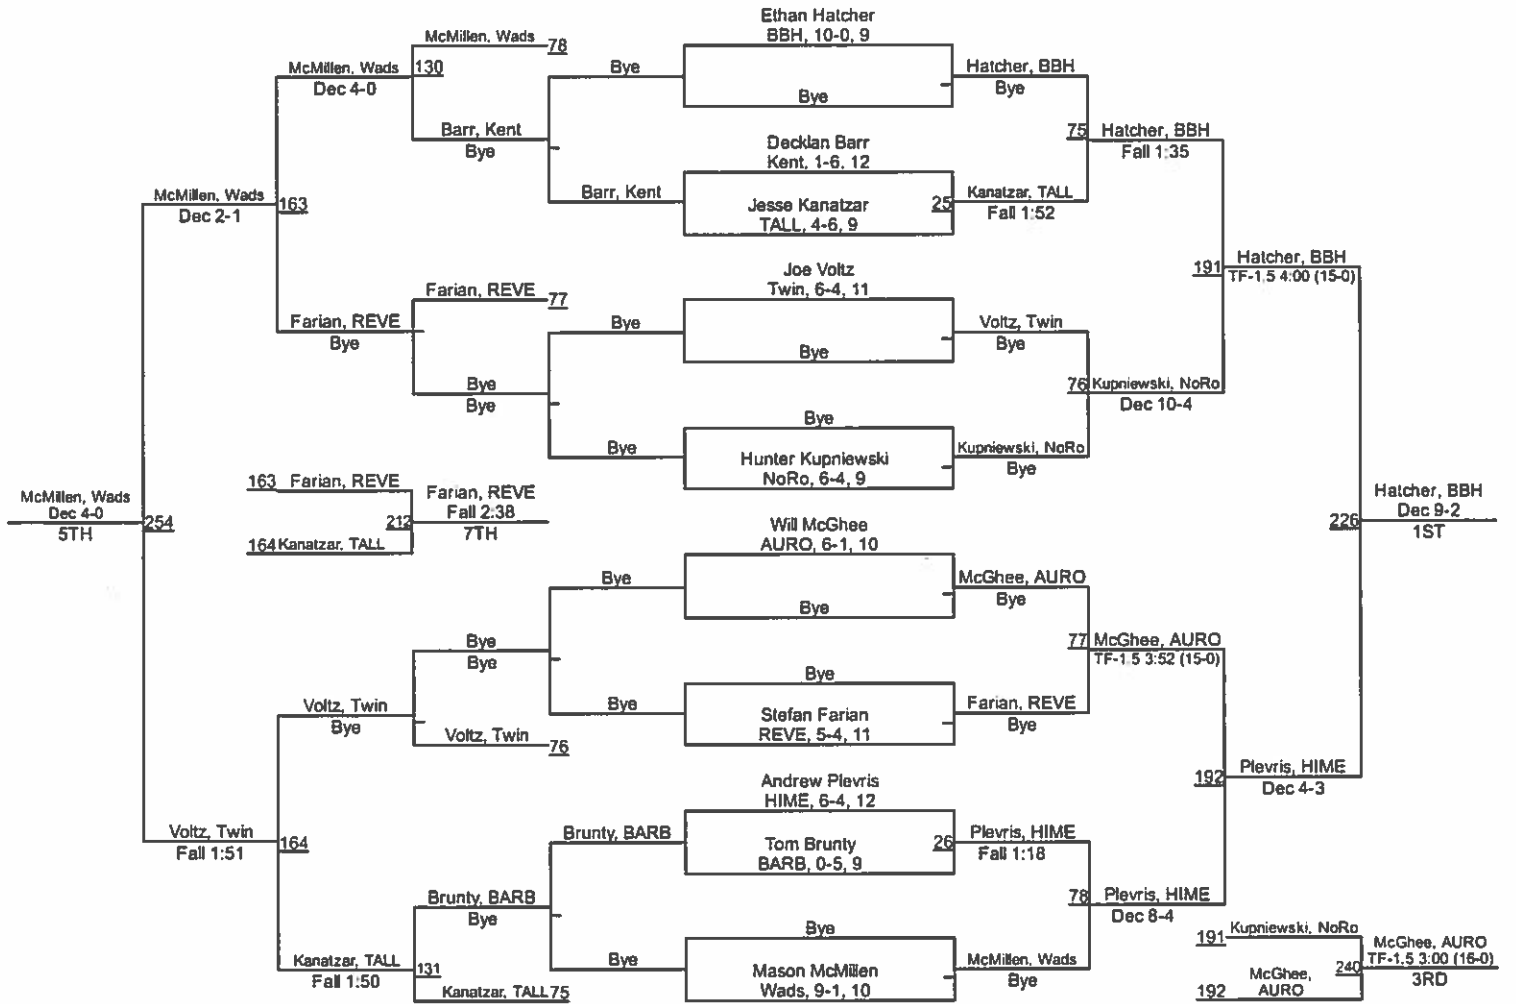 Ethan Hatcher
BBH, 10-0, 9
Bye
Decklan Barr
Kent, 1-6, 12
Jesse Kanatzar
TALL, 4-6, 9
Joe Voltz
Twin, 6-4, 11
Bye
Bye
Hunter Kupniewski
NoRo, 6-4, 9
Will McGhee
AURO, 6-1, 10
Bye
Bye
Stefan Farian
REVE, 5-4, 11
Andrew Plevris
HIME, 6-4, 12
Tom Brunty
BARB, 0-5, 9
Bye
Mason McMillen
Wads, 9-1, 10
Hatcher, BBH
Bye
25
Kanatzar, TALL
Fall 1:52
Voltz, Twin
Bye
Kupniewski, NoRo
Bye
McGhee, AURO
Bye
Farian, REVE
Bye
26
Plevris, HIME
Fall 1:18
McMillen, Wads
Bye
75
Hatcher, BBH
Fall 1:35
76
Kupniewski, NoRo
Dec 10-4
77
McGhee, AURO
TF-1.5 3:52 (15-0)
78
Plevris, HIME
Dec 8-4
191
Hatcher, BBH
TF-1.5 4:00 (15-0)
192
Plevris, HIME
Dec 4-3
226
Hatcher, BBH
Dec 9-2
1ST
191
Kupniewski, NoRo
192
McGhee,
AURO
240
McGhee, AURO
TF-1.5 3:00 (16-0)
3RD
Bye
Barr, Kent
Bye
Bye
Bye
Bye
Brunty, BARB
Bye
McMillen, Wads
78
Barr, Kent
Bye
Farian, REVE
77
Bye
Bye
Bye
Bye
Voltz, Twin
76
Brunty, BARB
Bye
Kanatzar, TALL
75
McMillen, Wads
Dec 4-0
130
Farian, REVE
Bye
Voltz, Twin
Bye
Kanatzar, TALL
Fall 1:50
131
McMillen, Wads
Dec 2-1
163
Voltz, Twin
Fall 1:51
164
McMillen, Wads
Dec 4-0
5TH
254
163
Farian, REVE
164
Kanatzar, TALL
212
Farian, REVE
Fall 2:38
7TH